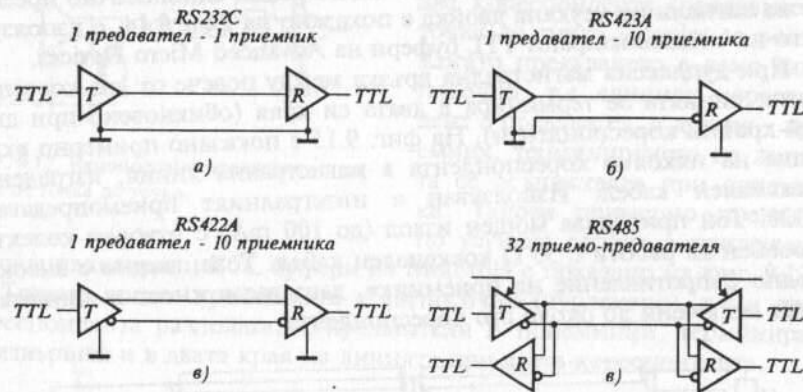 RS232C
1 предавател - 1 приемник
TTL T R TTL
а)
RS423A
1 предавател - 10 приемника
TTL T R TTL
б)
RS422A
1 предавател - 10 приемника
TTL T R TTL
в)
RS485
32 приемо-предавателя
TTL T T TTL
TTL R R TTL
в)